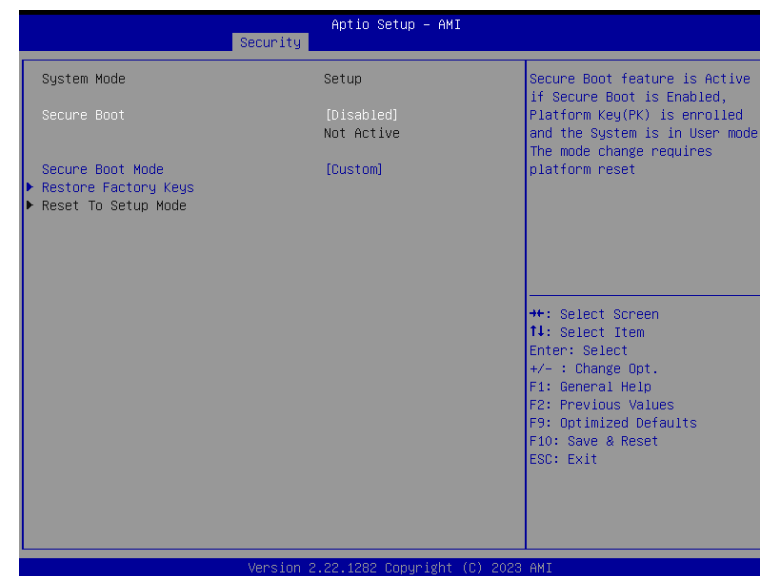 Aptio Setup – AMI
Security
System Mode Setup
Secure Boot [Disabled]
Not Active
Secure Boot Mode [Custom]
▶ Restore Factory Keys
▶ Reset To Setup Mode
Secure Boot feature is Active
if Secure Boot is Enabled,
Platform Key(PK) is enrolled
and the System is in User mode
The mode change requires
platform reset
→←: Select Screen
↑↓: Select Item
Enter: Select
+/– : Change Opt.
F1: General Help
F2: Previous Values
F9: Optimized Defaults
F10: Save & Reset
ESC: Exit
Version 2.22.1282 Copyright (C) 2023 AMI